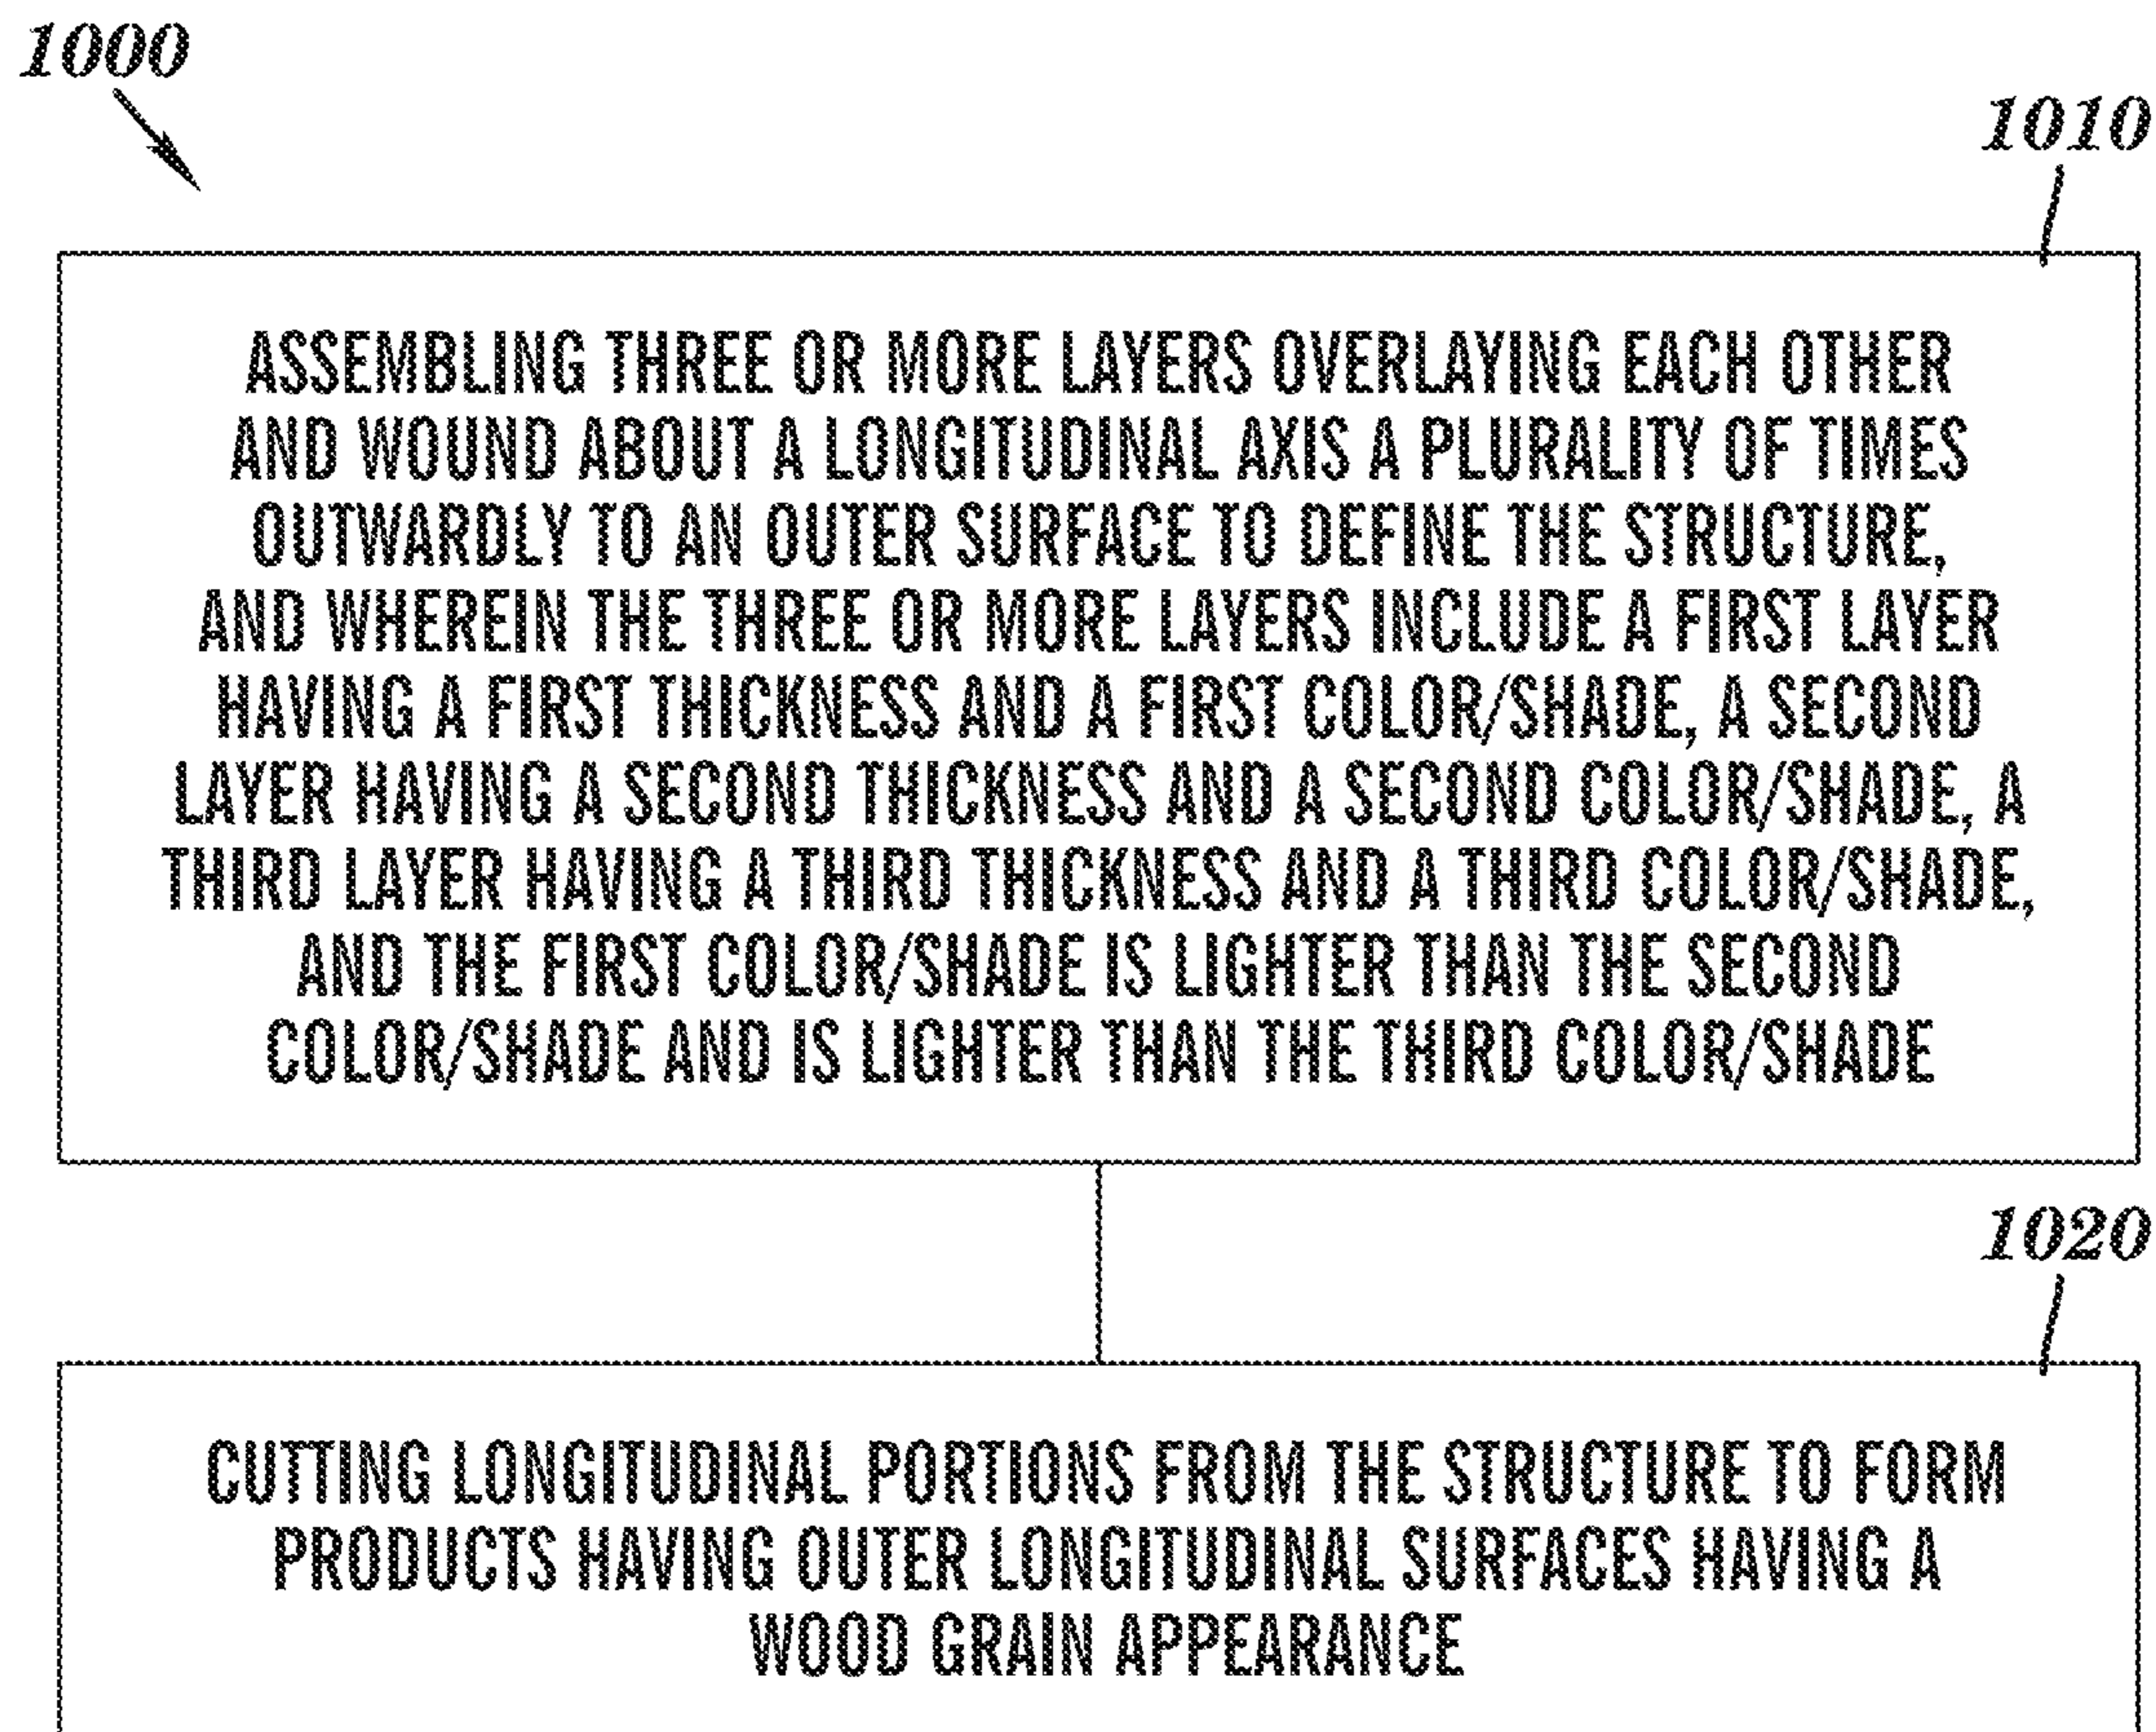 1000
1010
ASSEMBLING THREE OR MORE LAYERS OVERLAYING EACH OTHER
AND WOUND ABOUT A LONGITUDINAL AXIS A PLURALITY OF TIMES
OUTWARDLY TO AN OUTER SURFACE TO DEFINE THE STRUCTURE,
AND WHEREIN THE THREE OR MORE LAYERS INCLUDE A FIRST LAYER
HAVING A FIRST THICKNESS AND A FIRST COLOR/SHADE, A SECOND
LAYER HAVING A SECOND THICKNESS AND A SECOND COLOR/SHADE, A
THIRD LAYER HAVING A THIRD THICKNESS AND A THIRD COLOR/SHADE,
AND THE FIRST COLOR/SHADE IS LIGHTER THAN THE SECOND
COLOR/SHADE AND IS LIGHTER THAN THE THIRD COLOR/SHADE
1020
CUTTING LONGITUDINAL PORTIONS FROM THE STRUCTURE TO FORM
PRODUCTS HAVING OUTER LONGITUDINAL SURFACES HAVING A
WOOD GRAIN APPEARANCE